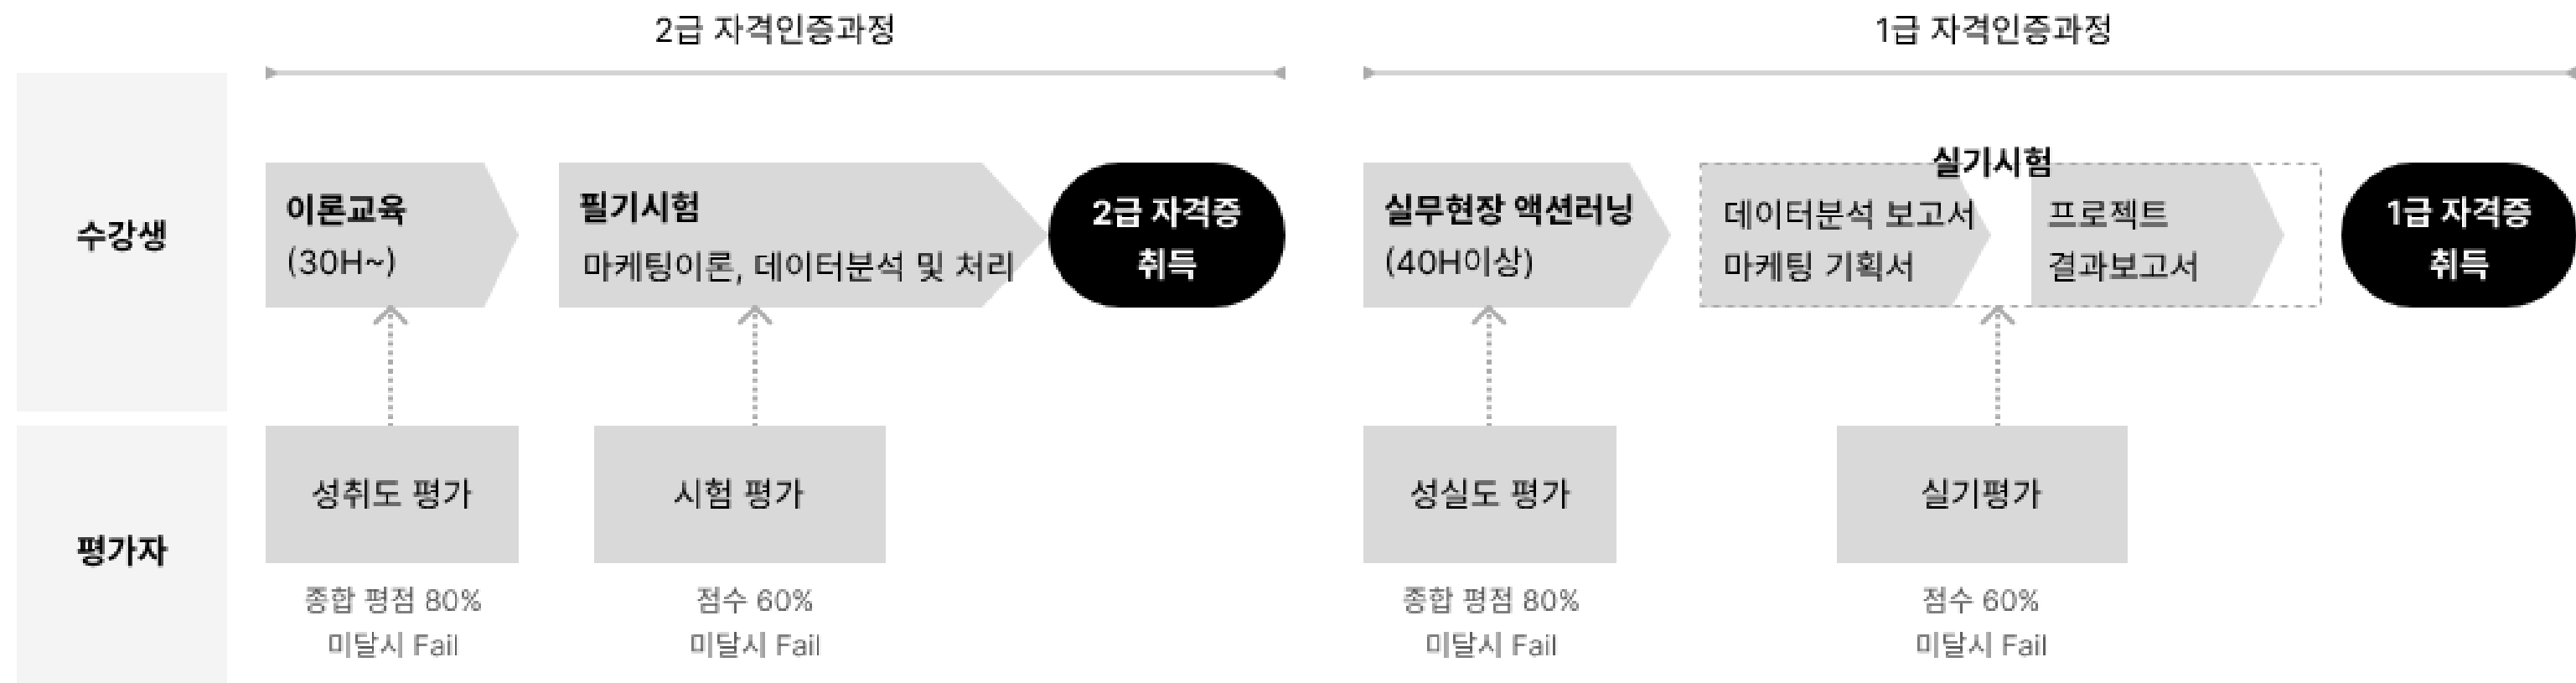 2급 자격인증과정
1급 자격인증과정
수강생
이론교육
(30H~)
필기시험
마케팅이론, 데이터분석 및 처리
2급 자격증
취득
실무현장 액션러닝
(40H이상)
실기시험
데이터분석 보고서
마케팅 기획서
프로젝트
결과보고서
1급 자격증
취득
평가자
성취도 평가
종합 평점 80%
미달시 Fail
시험 평가
점수 60%
미달시 Fail
성실도 평가
종합 평점 80%
미달시 Fail
실기평가
점수 60%
미달시 Fail